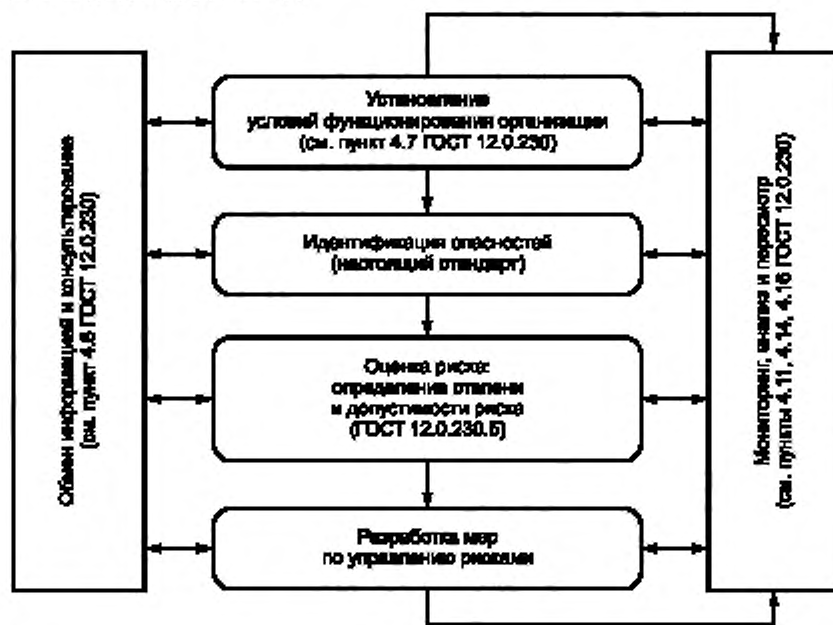 Обмен информацией и консультирование
(см. пункт 4.6 ГОСТ 12.0.230)
Установление
условий функционирования организации
(см. пункт 4.7 ГОСТ 12.0.230)
Идентификация опасностей
(настоящий стандарт)
Оценка риска:
определение степени
и допустимости риска
(ГОСТ 12.0.230.5)
Разработка мер
по управлению рисками
Мониторинг, анализ и пересмотр
(см. пункты 4.11, 4.14, 4.16 ГОСТ 12.0.230)